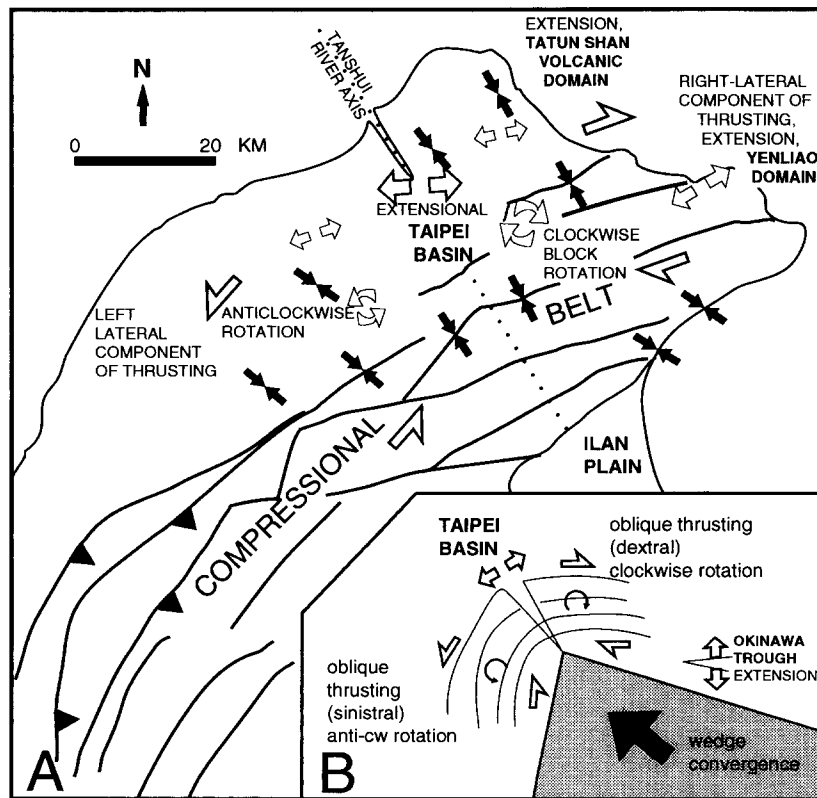 EXTENSION,
TATUN SHAN
VOLCANIC
DOMAIN
TANSHUI
RIVER AXIS
N
0 20 KM
RIGHT-LATERAL
COMPONENT OF
THRUSTING,
EXTENSION,
YENLIAO
DOMAIN
EXTENSIONAL
TAIPEI
BASIN
CLOCKWISE
BLOCK
ROTATION
LEFT
LATERAL
COMPONENT
OF THRUSTING
ANTICLOCKWISE
ROTATION
COMPRESSIONAL
BELT
ILAN
PLAIN
A
TAIPEI
BASIN
oblique thrusting
(dextral)
clockwise rotation
OKINAWA
TROUGH
EXTENSION
oblique
thrusting
(sinistral)
anti-cw rotation
wedge
convergence
B